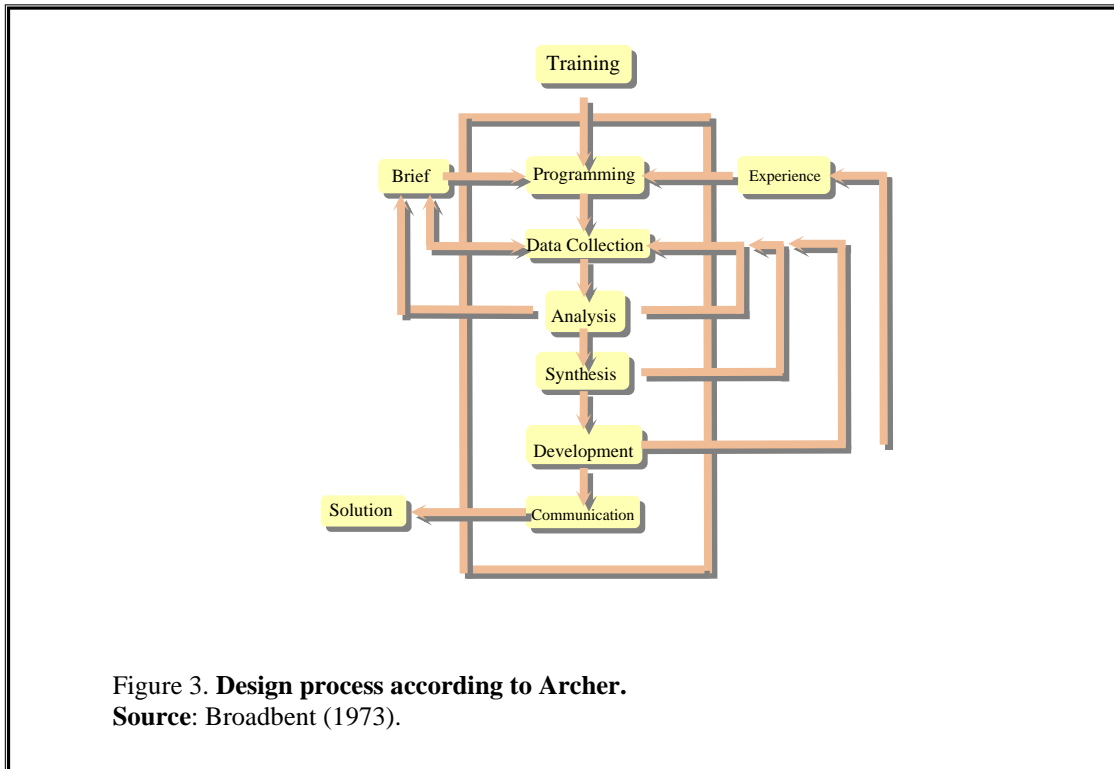 Training
Brief
Programming
Experience
Data Collection
Analysis
Synthesis
Development
Solution
Communication
Figure 3. Design process according to Archer.
Source: Broadbent (1973).